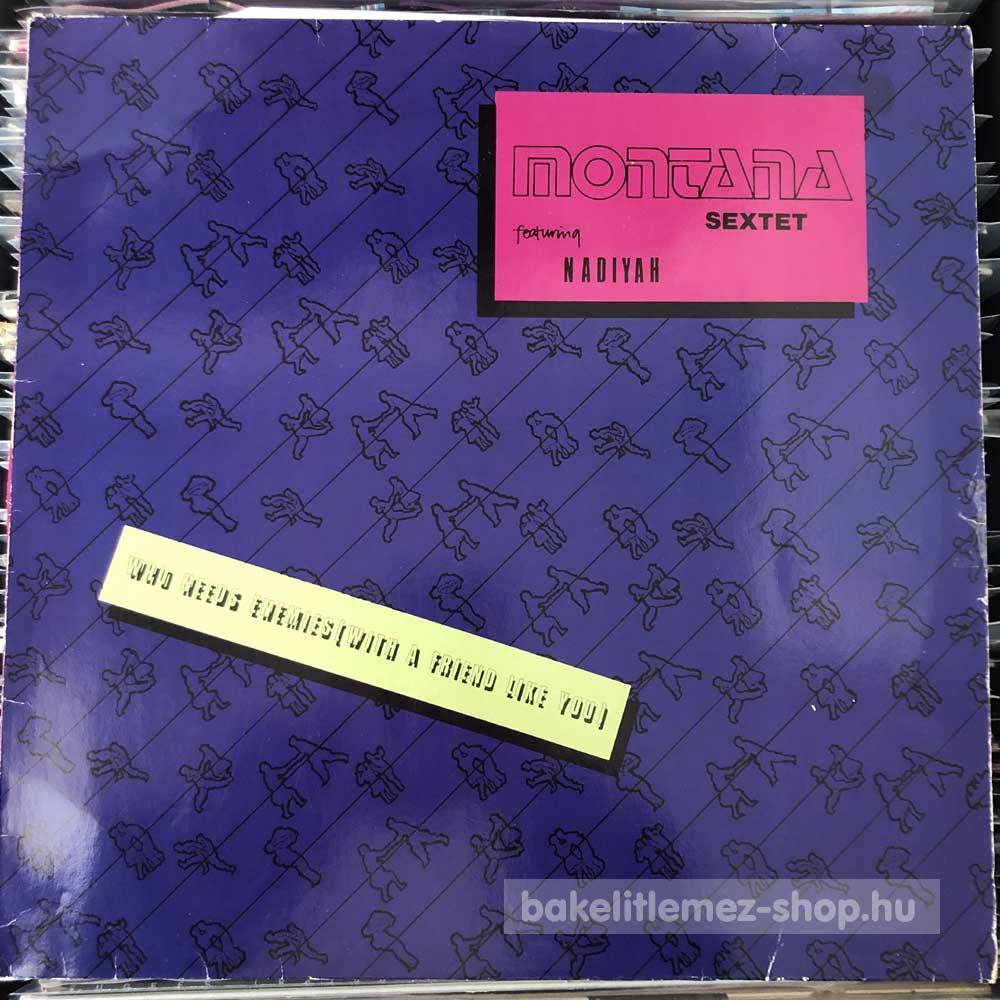 MONTANA
SEXTET
featuring
NADIYAH
WHO NEEDS ENEMIES (WITH A FRIEND LIKE YOU)
bakelitlemez-shop.hu